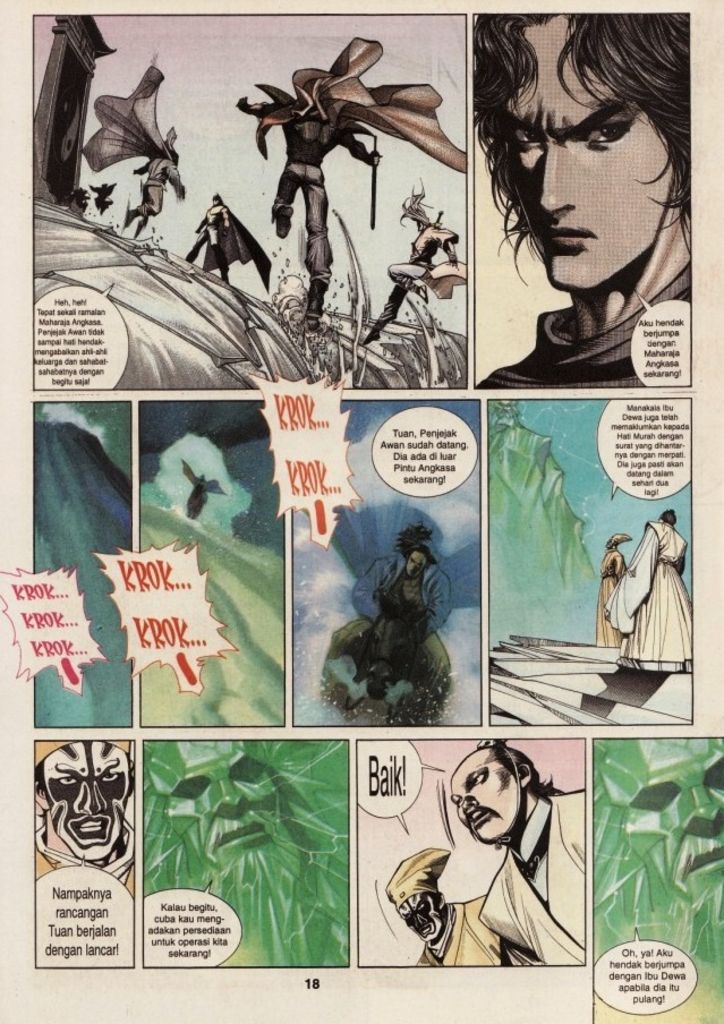 Heh, heh!
Tepat sekali ramalan
Maharaja Angkasa.
Penjejak Awan tidak
sampai hati hendak-
mengabaikan ahli-ahli
keluarga dan sahabat-
sahabatnya dengan
begitu saja!
Aku hendak
berjumpa
dengan
Maharaja
Angkasa
sekarang!
KROK...
KROK...
KROK...
!
KROK...
KROK...
!
KROK...
KROK...
!
Tuan, Penjejak
Awan sudah datang.
Dia ada di luar
Pintu Angkasa
sekarang!
Manakala Ibu
Dewa juga telah
memaklumkan kepada
Hati Murah dengan
surat yang dihantar-
nya dengan merpati.
Dia juga pasti akan
datang dalam
sehari dua
lagi!
Nampaknya
rancangan
Tuan berjalan
dengan lancar!
Kalau begitu,
cuba kau meng-
adakan persediaan
untuk operasi kita
sekarang!
Baik!
Oh, ya! Aku
hendak berjumpa
dengan Ibu Dewa
apabila dia itu
pulang!
18